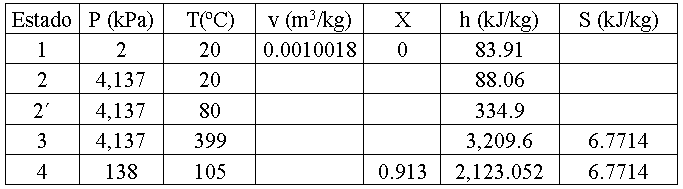 Estado P (kPa) T(ºC) v (m³/kg) X h (kJ/kg) S (kJ/kg)
1 2 20 0.0010018 0 83.91
2 4,137 20 88.06
2´ 4,137 80 334.9
3 4,137 399 3,209.6 6.7714
4 138 105 0.913 2,123.052 6.7714